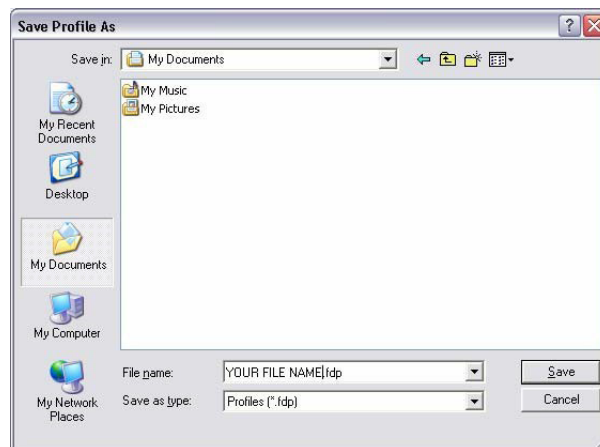 Save Profile As
Save in: My Documents
My Music
My Pictures
My Recent
Documents
Desktop
My Documents
My Computer
My Network
Places
File name: YOUR FILE NAME.fdp
Save as type: Profiles (*.fdp)
Save
Cancel